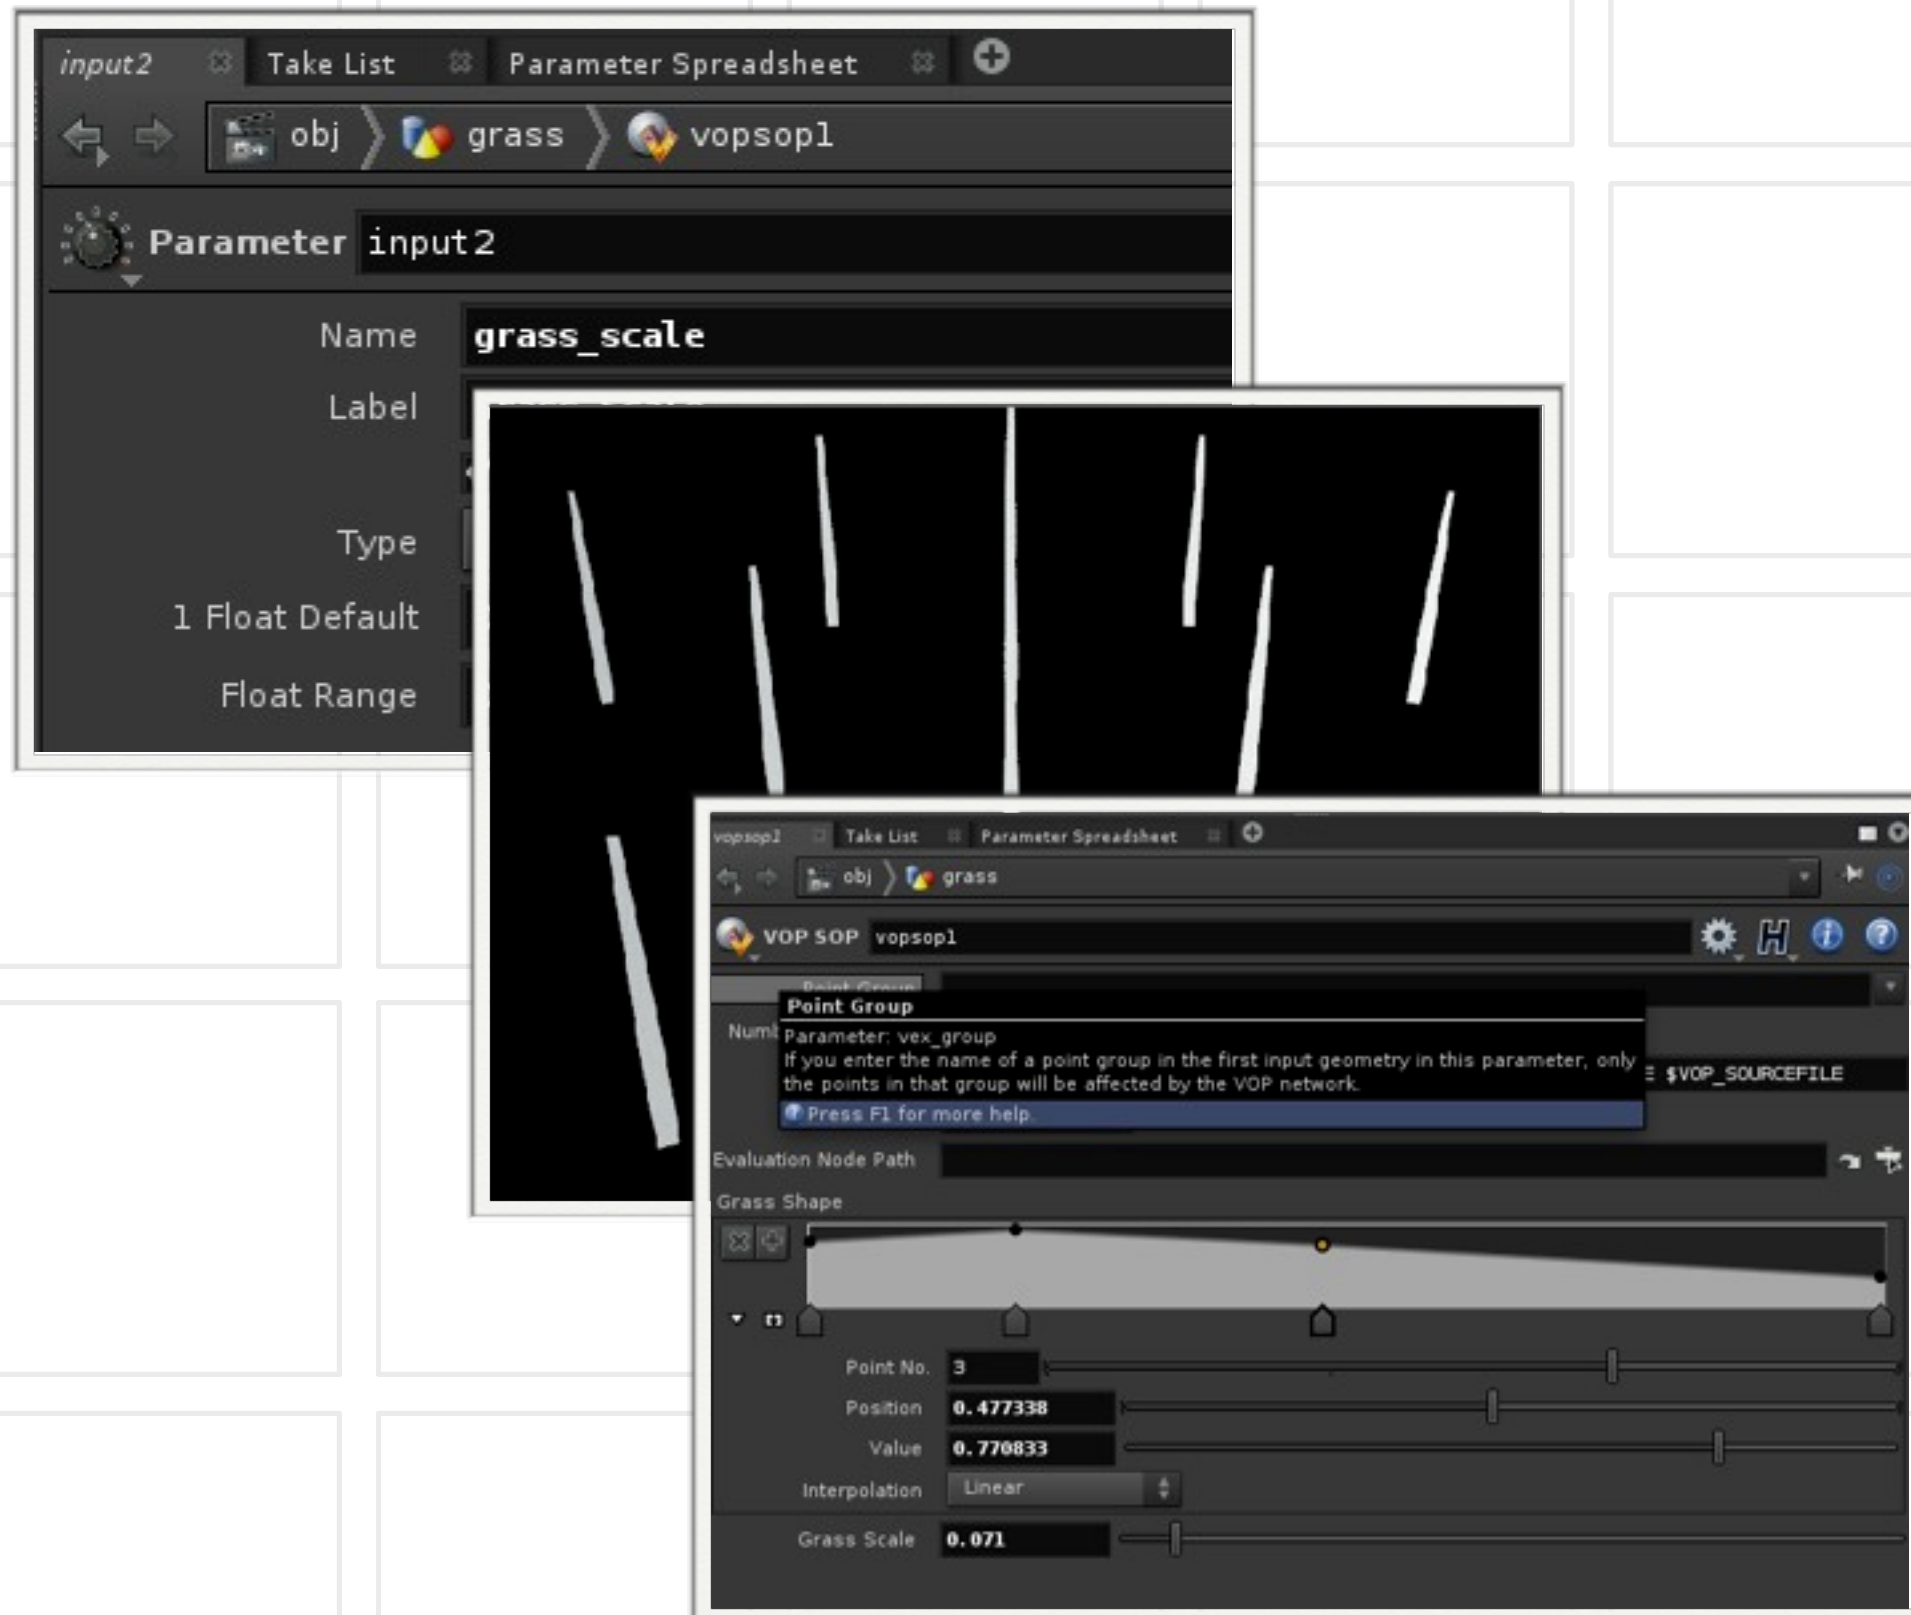 input2 Take List Parameter Spreadsheet
obj grass vopsop1
Parameter input2
Name grass_scale
Label
Type
1 Float Default
Float Range
vopsop1 Take List Parameter Spreadsheet
obj grass
VOP SOP vopsop1
Point Group
Point Group
Parameter: vex_group
If you enter the name of a point group in the first input geometry in this parameter, only
the points in that group will be affected by the VOP network.
$VOP_SOURCEFILE
Press F1 for more help.
Evaluation Node Path
Grass Shape
Point No. 3
Position 0.477338
Value 0.770833
Interpolation Linear
Grass Scale 0.071